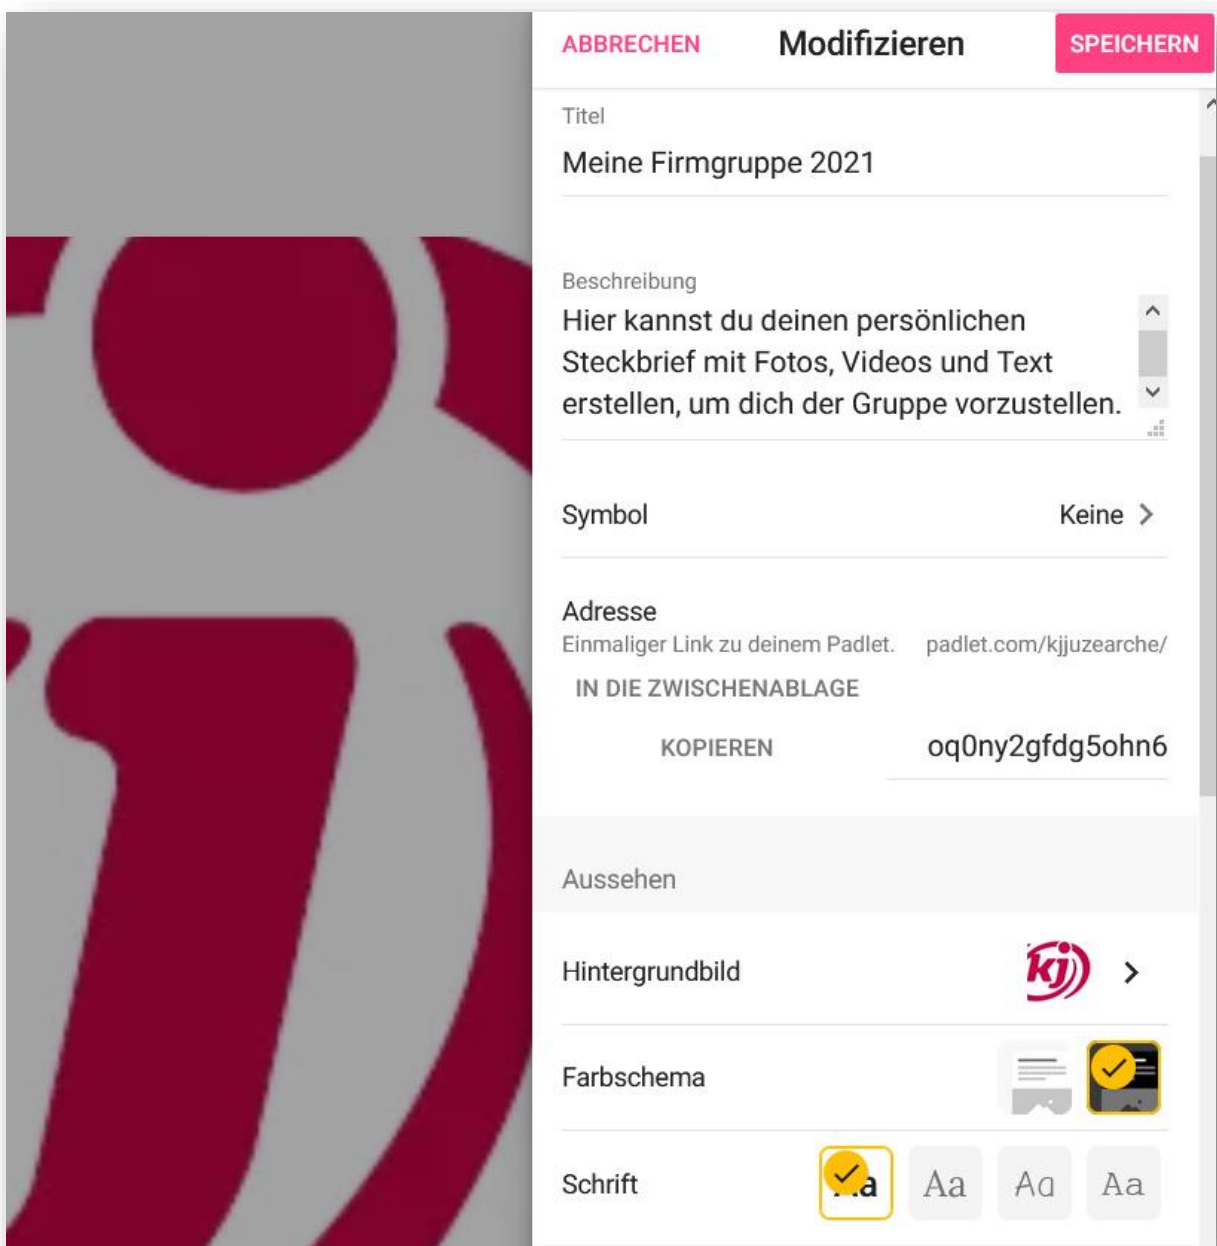 ABBRECHEN Modifizieren SPEICHERN
Titel
Meine Firmgruppe 2021
Beschreibung
Hier kannst du deinen persönlichen
Steckbrief mit Fotos, Videos und Text
erstellen, um dich der Gruppe vorzustellen.
Symbol Keine
Adresse
Einmaliger Link zu deinem Padlet. padlet.com/kjjuzearche/
IN DIE ZWISCHENABLAGE
KOPIEREN oq0ny2gfdg5ohn6
Aussehen
Hintergrundbild kj
Farbschema
Schrift Aa Aa Aa Aa